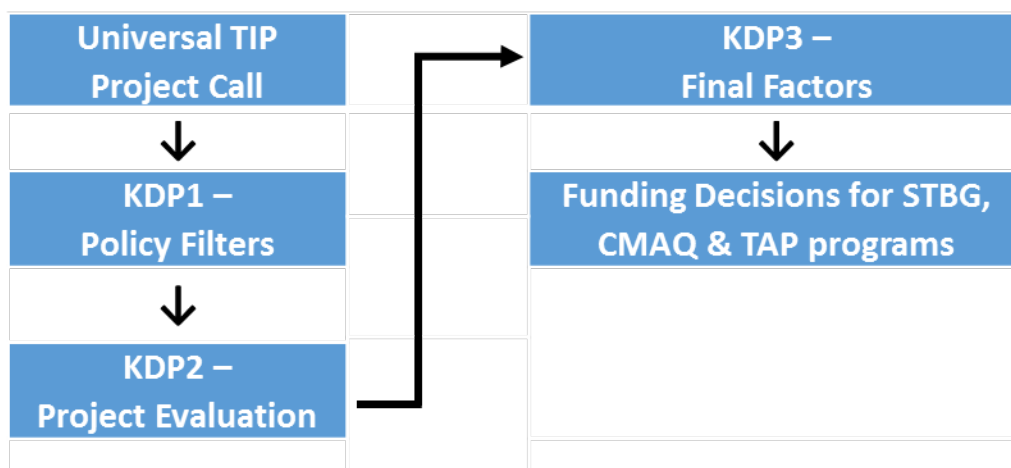 Universal TIP
Project Call
KDP1 –
Policy Filters
KDP2 –
Project Evaluation
KDP3 –
Final Factors
Funding Decisions for STBG,
CMAQ & TAP programs